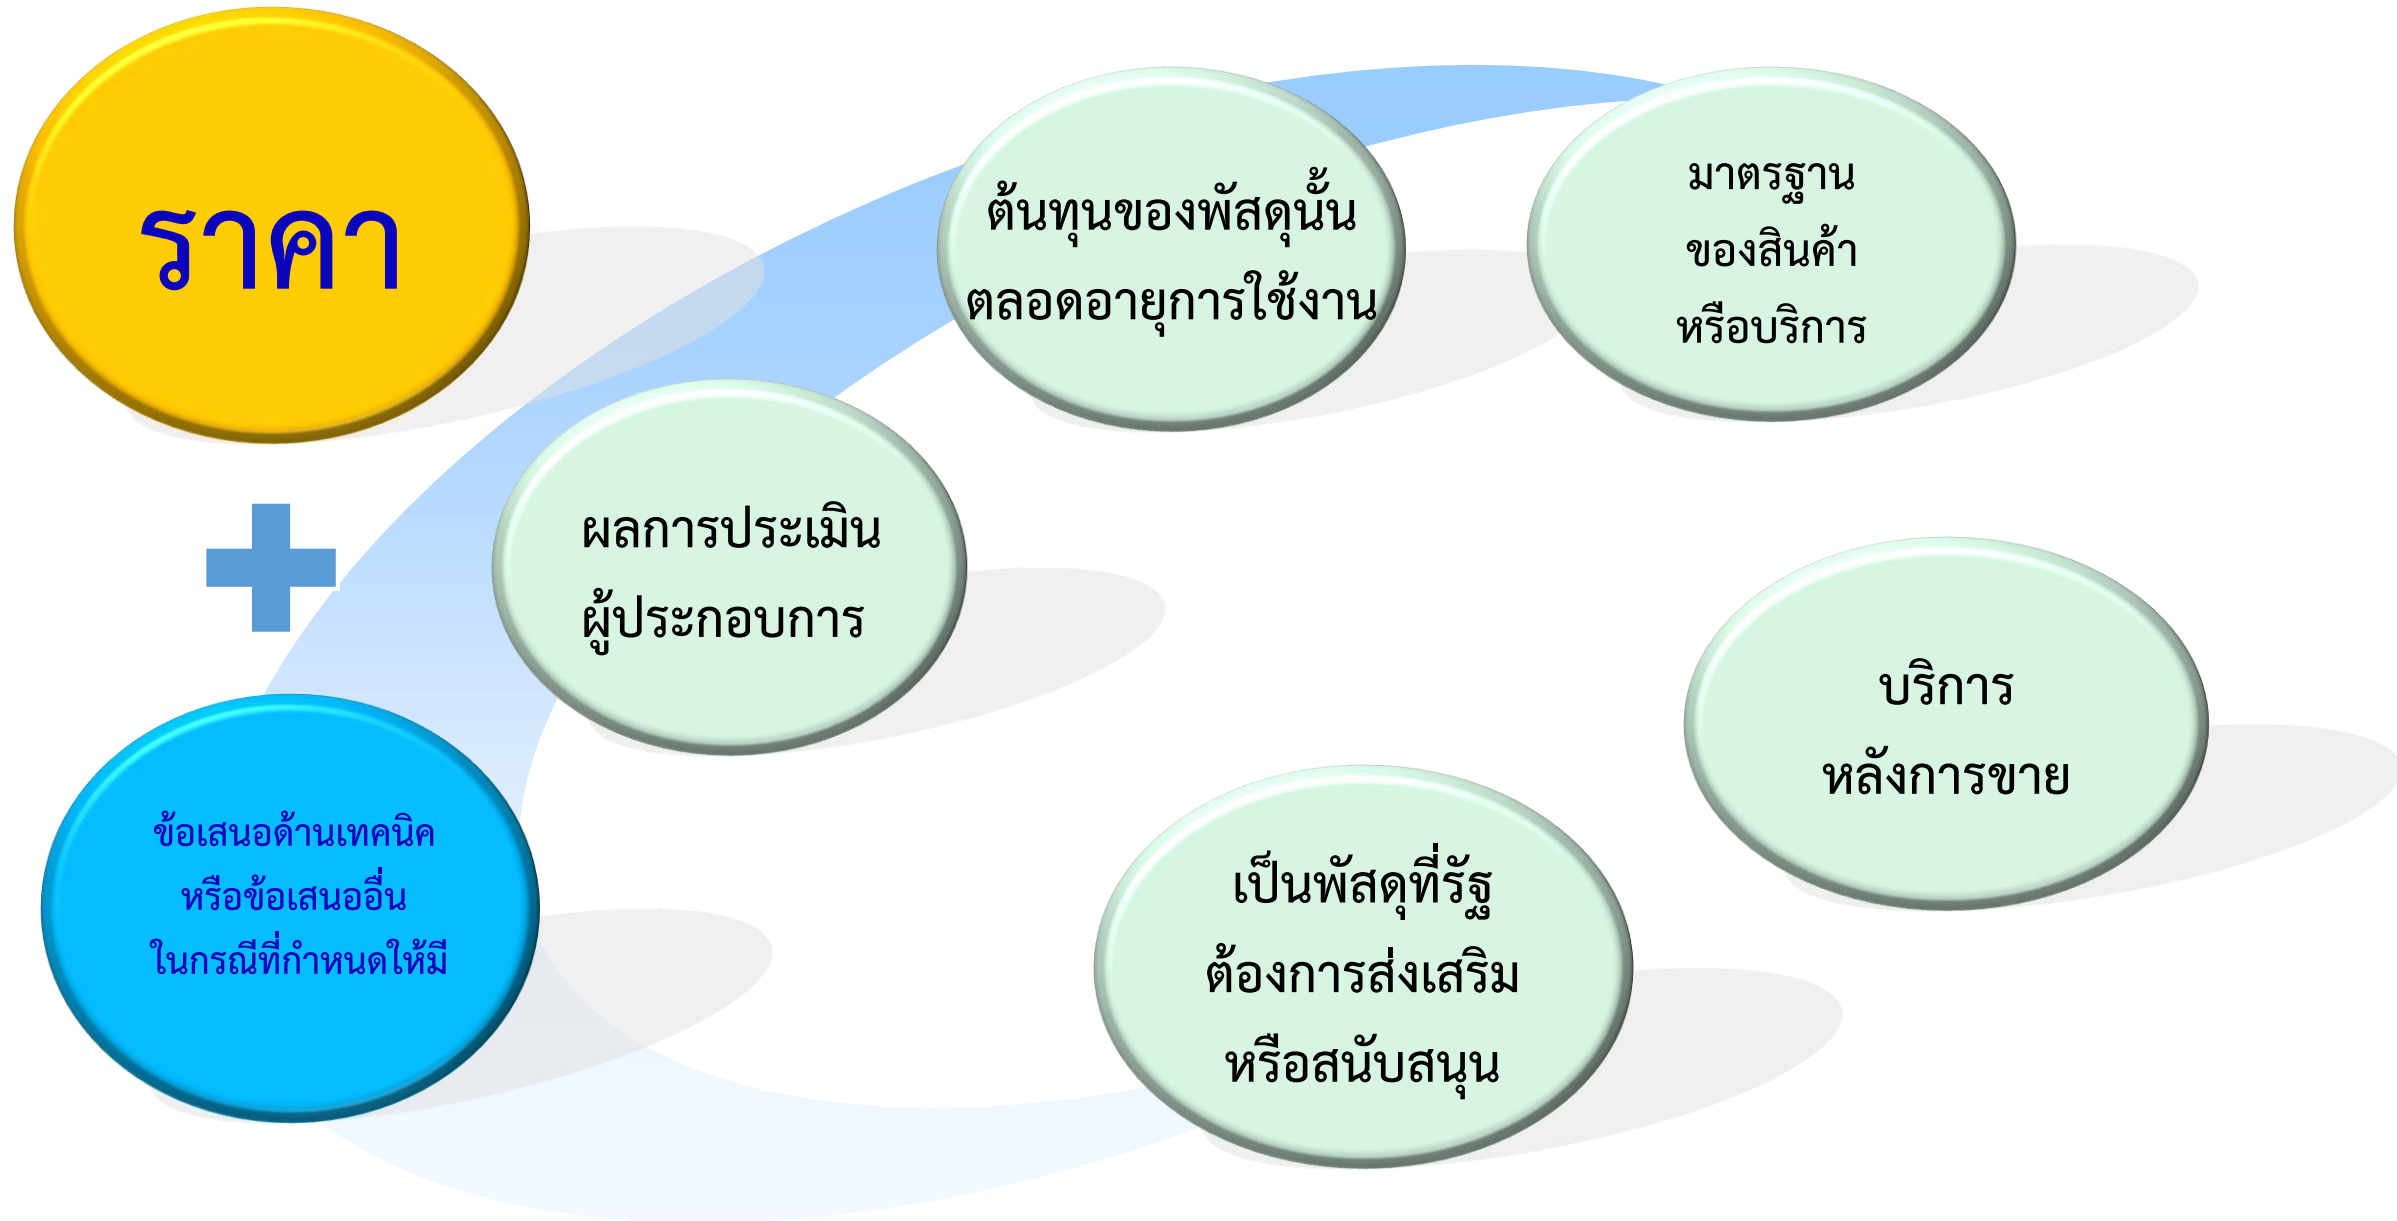 ราคา
ต้นทุนของพัสดุนั้น
ตลอดอายุการใช้งาน
มาตรฐาน
ของสินค้า
หรือบริการ
ผลการประเมิน
ผู้ประกอบการ
บริการ
หลังการขาย
ข้อเสนอด้านเทคนิค
หรือข้อเสนออื่น
ในกรณีที่กำหนดให้มี
เป็นพัสดุที่รัฐ
ต้องการส่งเสริม
หรือสนับสนุน